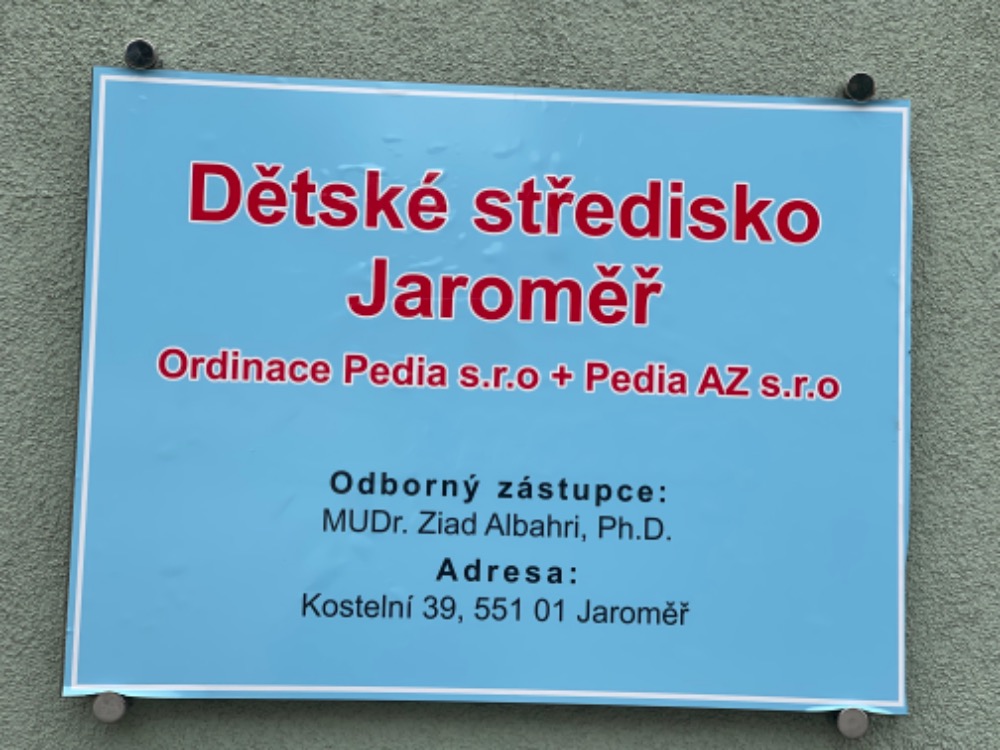 Dětské středisko
Jaroměř
Ordinace Pedia s.r.o + Pedia AZ s.r.o
Odborný zástupce:
MUDr. Ziad Albahri, Ph.D.
Adresa:
Kostelní 39, 551 01 Jaroměř